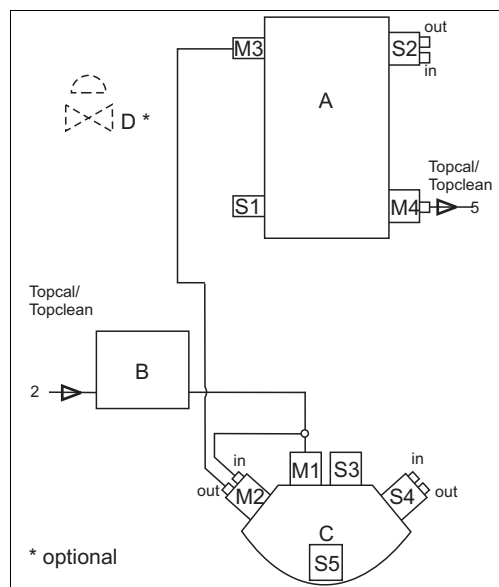 out
M3
S2
in
A
D *
Topcal/
Topclean
S1
M4
5
Topcal/
Topclean
B
2
in
M1
S3
in
out
M2
S4
out
C
S5
* optional